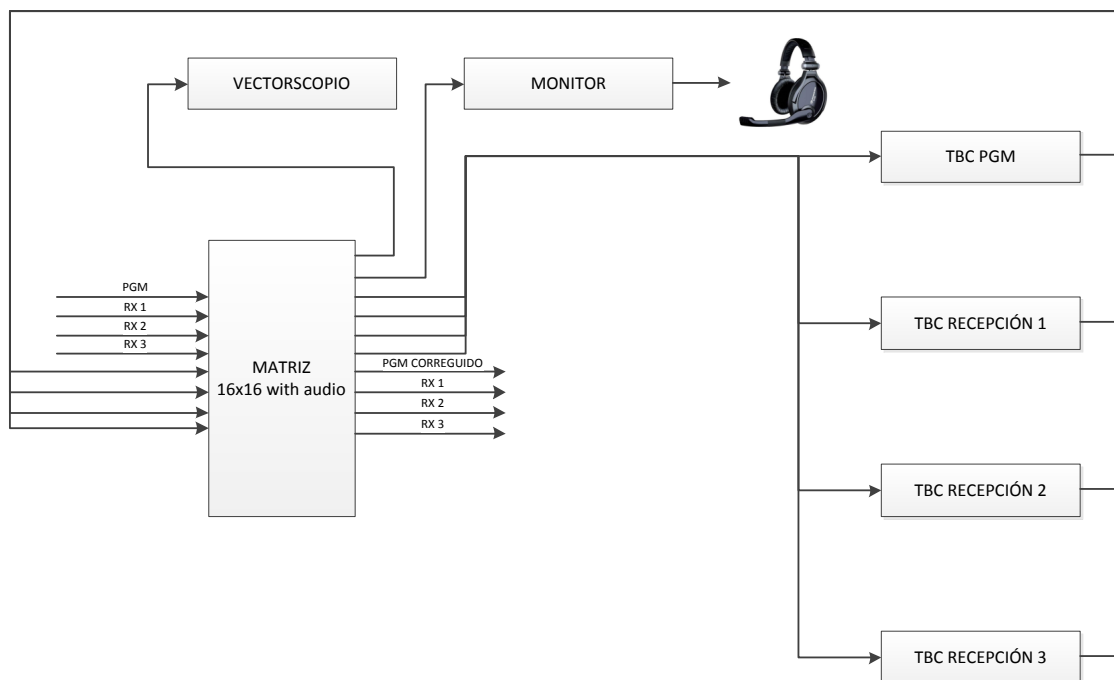 VECTORSCOPIO
MONITOR
TBC PGM
PGM
RX 1
RX 2
RX 3
MATRIZ
16x16 with audio
PGM CORREGUIDO
RX 1
RX 2
RX 3
TBC RECEPCIÓN 1
TBC RECEPCIÓN 2
TBC RECEPCIÓN 3